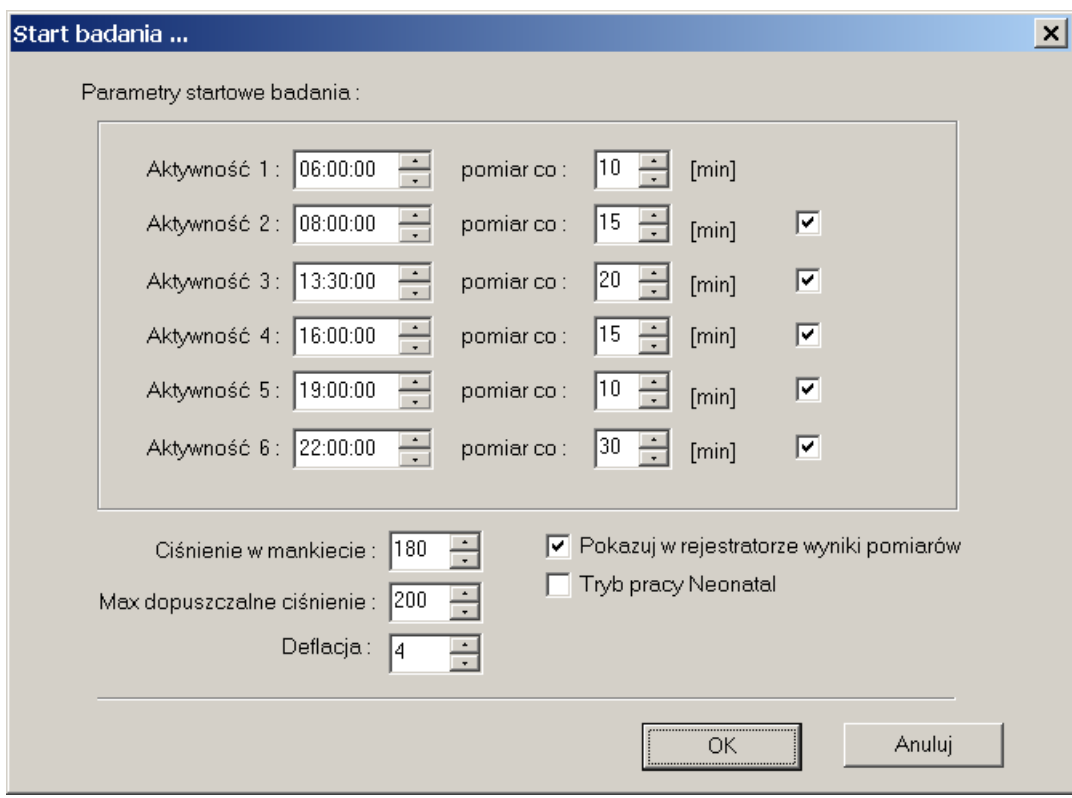 Start badania ...
Parametry startowe badania :
Aktywność 1 : 06:00:00 pomiar co : 10 [min]
Aktywność 2 : 08:00:00 pomiar co : 15 [min]
Aktywność 3 : 13:30:00 pomiar co : 20 [min]
Aktywność 4 : 16:00:00 pomiar co : 15 [min]
Aktywność 5 : 19:00:00 pomiar co : 10 [min]
Aktywność 6 : 22:00:00 pomiar co : 30 [min]
Ciśnienie w mankiecie : 180 Pokazuj w rejestratorze wyniki pomiarów
Max dopuszczalne ciśnienie : 200 Tryb pracy Neonatal
Deflacja : 4
OK Anuluj